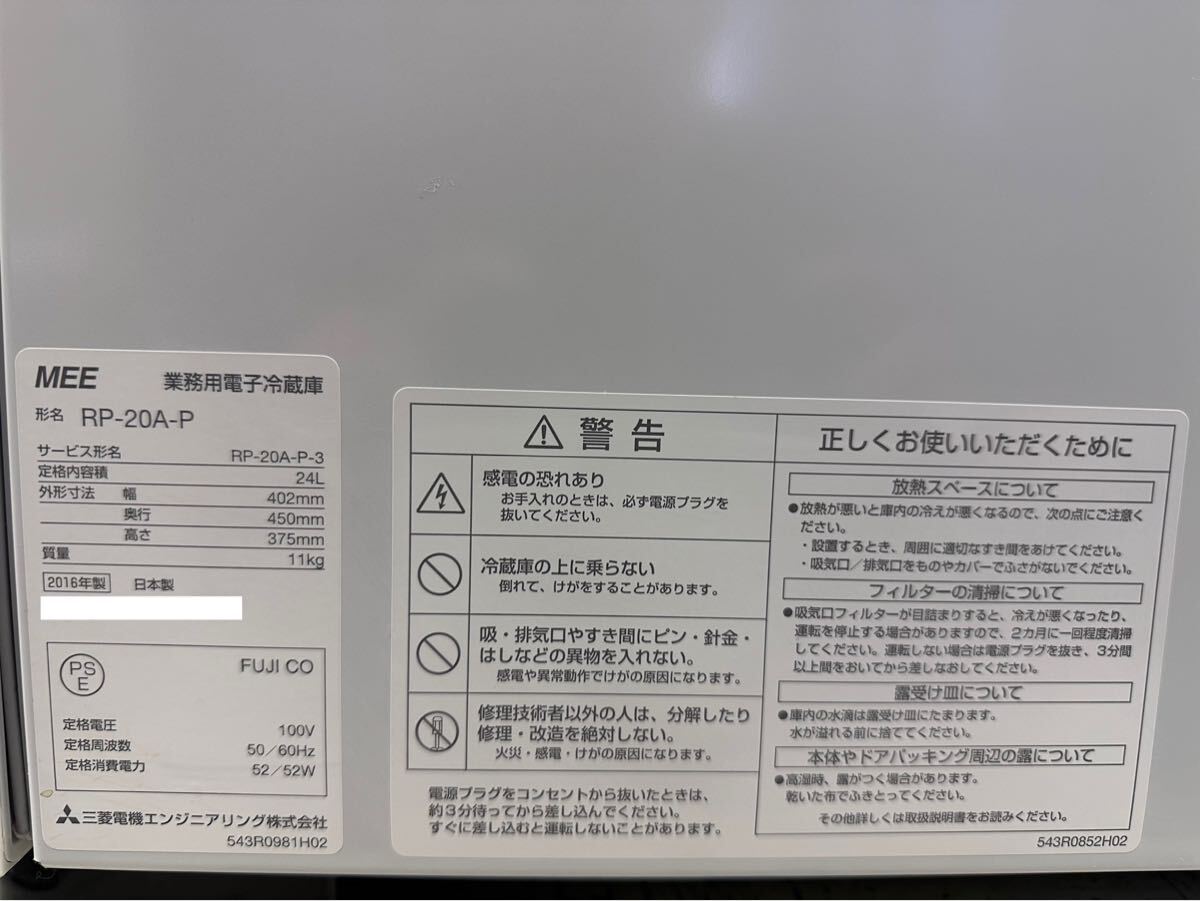 MEE 業務用電子冷蔵庫
形名 RP-20A-P
サービス形名 RP-20A-P-3
定格内容積 24L
外形寸法 幅 402mm
奥行 450mm
高さ 375mm
質量 11kg
2016年製 日本製
PS
E
FUJI CO
定格電圧 100V
定格周波数 50/60Hz
定格消費電力 52/52W
三菱電機エンジニアリング株式会社
543R0981H02
警告
感電の恐れあり
お手入れのときは、必ず電源プラグを
抜いてください。
冷蔵庫の上に乗らない
倒れて、けがをすることがあります。
吸・排気口やすき間にピン・針金・
はしなどの異物を入れない。
感電や異常動作でけがの原因になります。
修理技術者以外の人は、分解したり
修理・改造を絶対しない。
火災・感電・けがの原因になります。
電源プラグをコンセントから抜いたときは、
約3分待ってから差し込んでください。
すぐに差し込むと運転しないことがあります。
正しくお使いいただくために
放熱スペースについて
●放熱が悪いと庫内の冷えが悪くなるので、次の点にご注意く
ださい。
・設置するとき、周囲に適切なすき間をあけてください。
・吸気口/排気口をものやカバーでふさがないでください。
フィルターの清掃について
●吸気口フィルターが目詰まりすると、冷えが悪くなったり、
運転を停止する場合がありますので、2カ月に一回程度清掃
してください。運転しない場合は電源プラグを抜き、3分間
以上間をおいてから差しなおしてください。
露受け皿について
●庫内の水滴は露受け皿にたまります。
水が溢れる前に捨ててください。
本体やドアパッキング周辺の露について
●高湿時、露がつく場合があります。
乾いた布でふきとってください。
その他詳しくは取扱説明書をお読みください。
543R0852H02